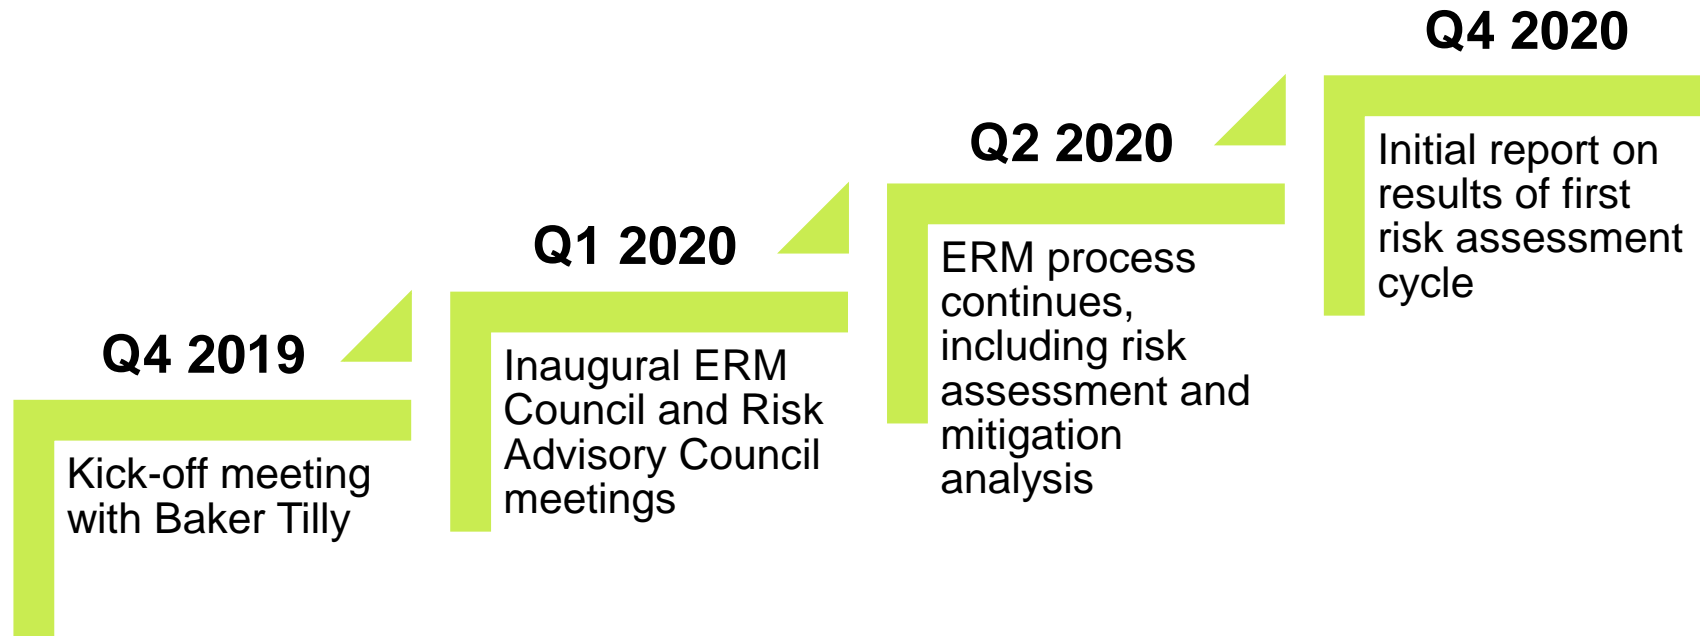 Q4 2019
Kick-off meeting
with Baker Tilly
Q1 2020
Inaugural ERM
Council and Risk
Advisory Council
meetings
Q2 2020
ERM process
continues,
including risk
assessment and
mitigation
analysis
Q4 2020
Initial report on
results of first
risk assessment
cycle